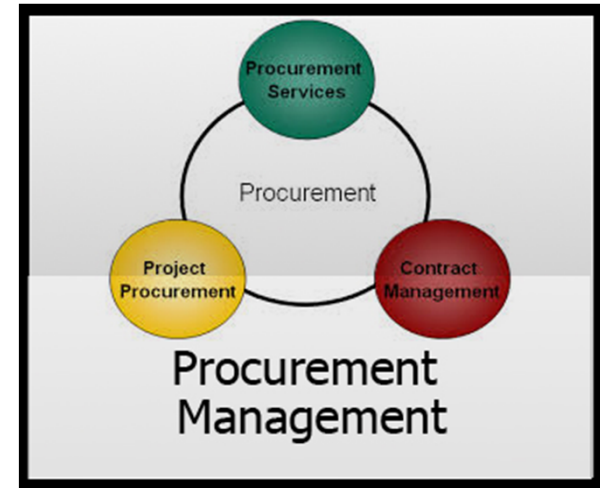 Procurement
Services
Procurement
Project
Procurement
Contract
Management
Procurement
Management